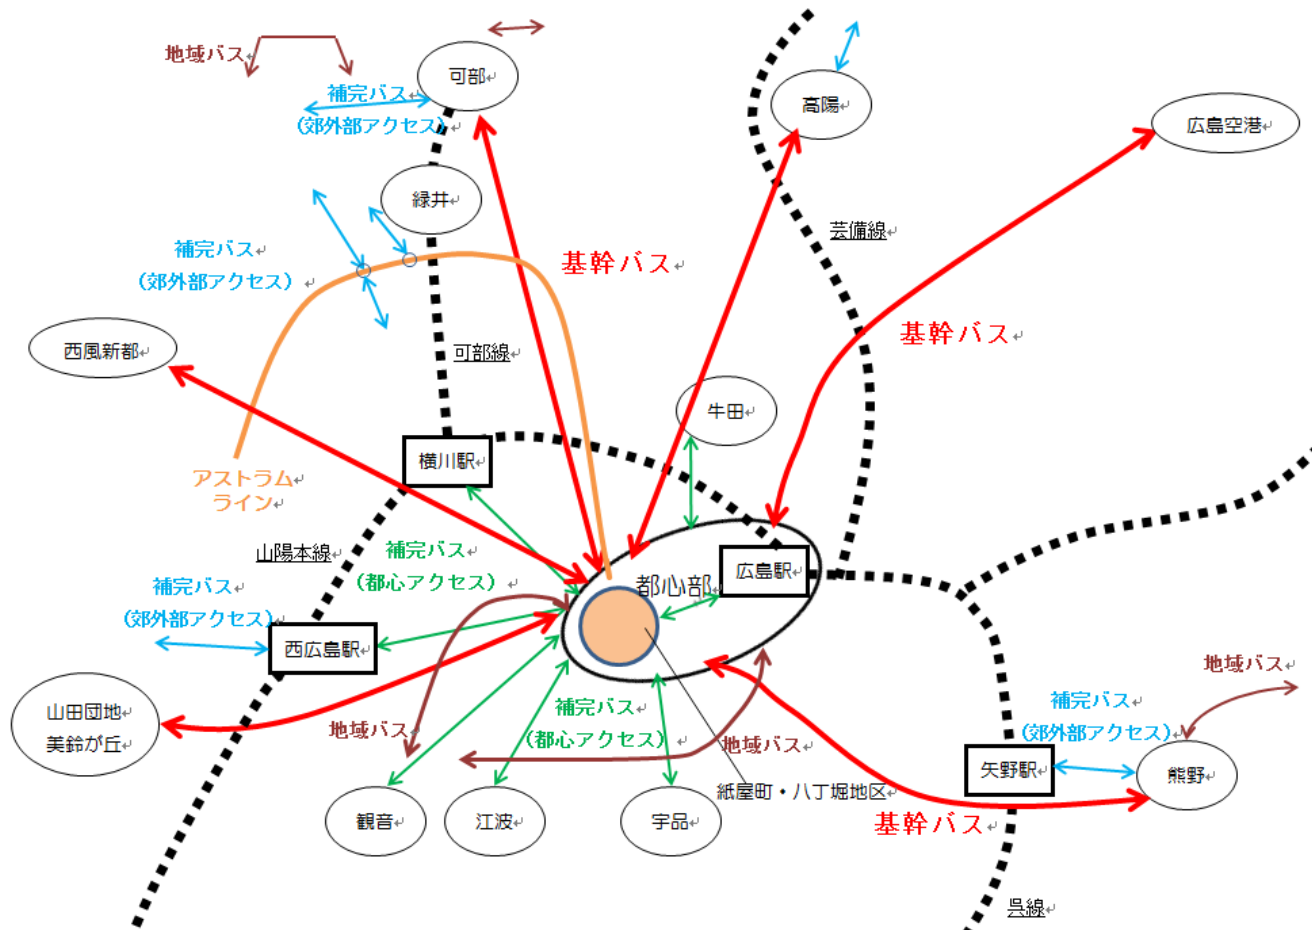 地域バス
可部
補完バス
(郊外部アクセス)
高陽
広島空港
緑井
芸備線
補完バス
(郊外部アクセス)
基幹バス
基幹バス
西風新都
可部線
牛田
横川駅
アストラム
ライン
山陽本線
補完バス
(都心アクセス)
都心部
広島駅
補完バス
(郊外部アクセス)
西広島駅
山田団地
美鈴が丘
地域バス
補完バス
(都心アクセス)
地域バス
地域バス
補完バス
(郊外部アクセス)
矢野駅
熊野
紙屋町・八丁堀地区
観音
江波
宇品
基幹バス
呉線